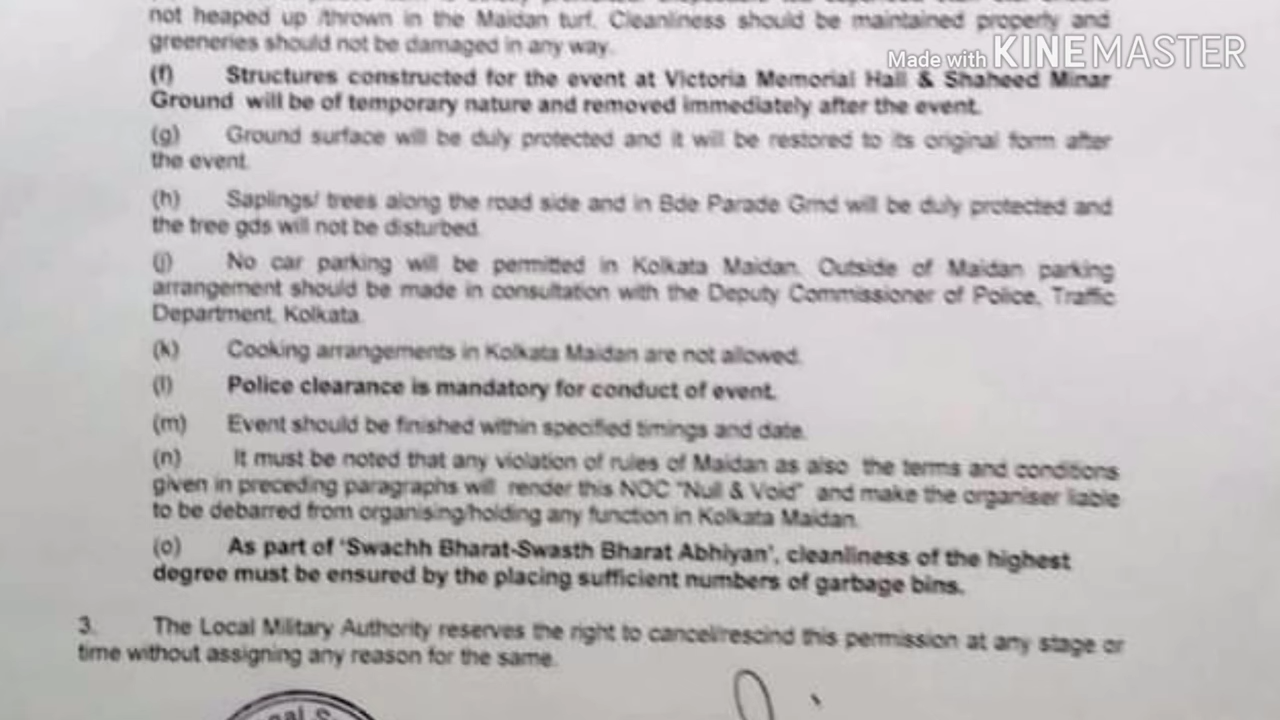 not heaped up /thrown in the Maidan turf. Cleanliness should be maintained properly and
greeneries should not be damaged in any way.
Made with KINEMASTER
(f) Structures constructed for the event at Victoria Memorial Hall & Shaheed Minar
Ground will be of temporary nature and removed immediately after the event.
(g) Ground surface will be duly protected and it will be restored to its original form after
the event.
(h) Saplings/ trees along the road side and in Bde Parade Grnd will be duly protected and
the tree gds will not be disturbed.
(j) No car parking will be permitted in Kolkata Maidan. Outside of Maidan parking
arrangement should be made in consultation with the Deputy Commissioner of Police, Traffic
Department, Kolkata.
(k) Cooking arrangements in Kolkata Maidan are not allowed.
(l) Police clearance is mandatory for conduct of event.
(m) Event should be finished within specified timings and date.
(n) It must be noted that any violation of rules of Maidan as also the terms and conditions
given in preceding paragraphs will render this NOC "Null & Void" and make the organiser liable
to be debarred from organising/holding any function in Kolkata Maidan.
(o) As part of 'Swachh Bharat-Swasth Bharat Abhiyan', cleanliness of the highest
degree must be ensured by the placing sufficient numbers of garbage bins.
3. The Local Military Authority reserves the right to cancel/rescind this permission at any stage or
time without assigning any reason for the same.